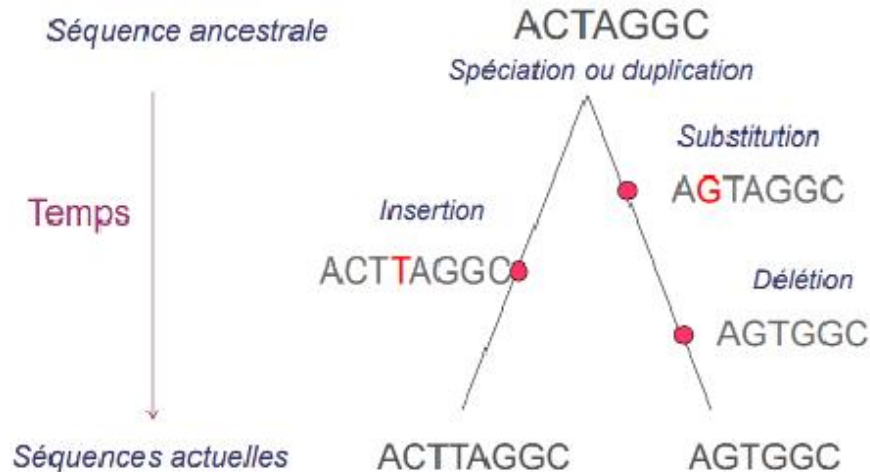 Séquence ancestrale
ACTAGGC
Spéciation ou duplication
Substitution
AGTAGGC
Temps
Insertion
ACTTAGGC
Délétion
AGTGGC
Séquences actuelles
ACTTAGGC
AGTGGC